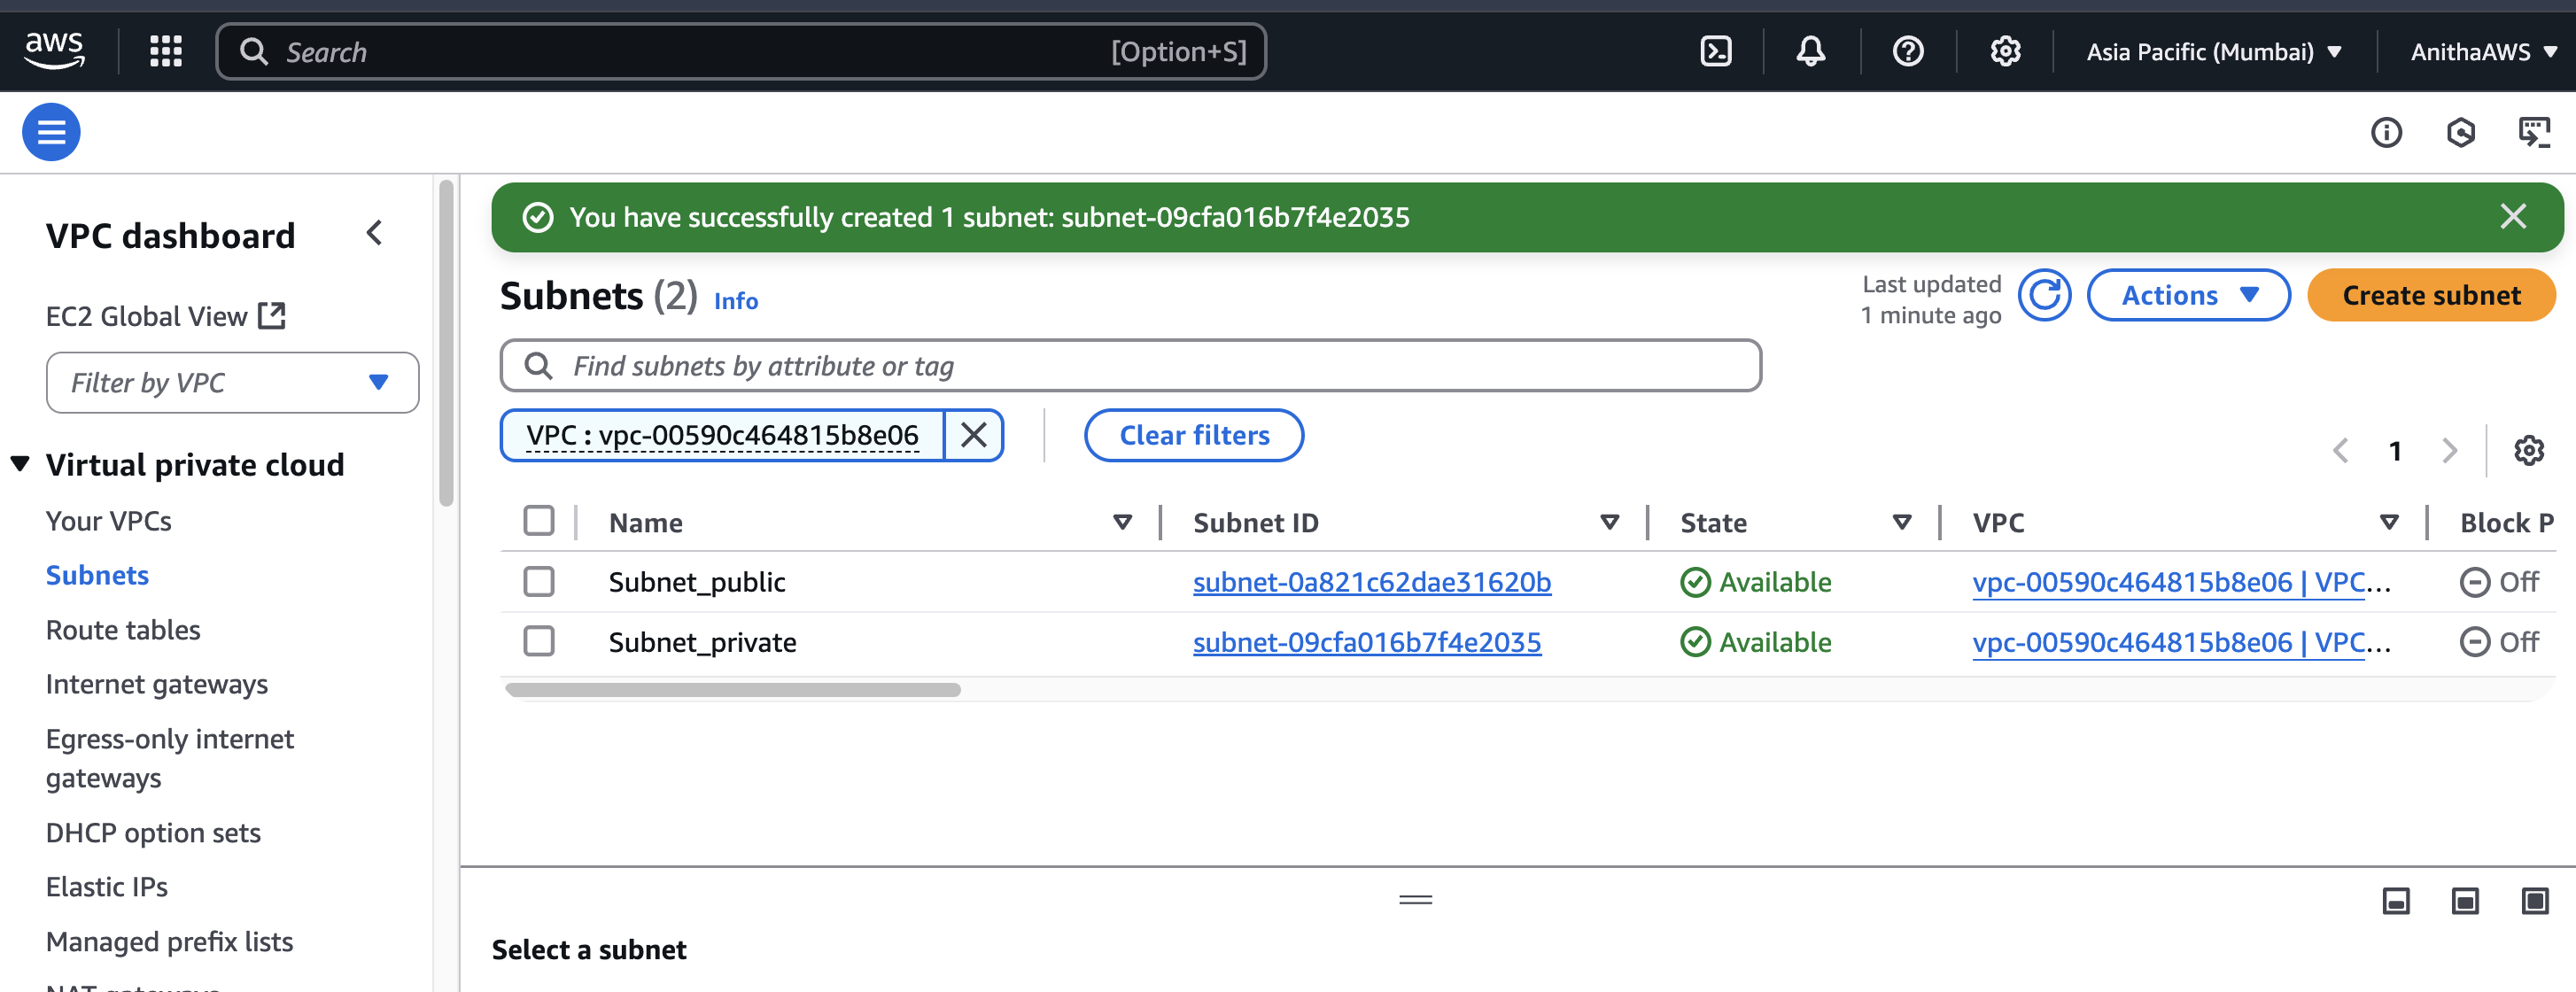 aws
Search [Option+S]
Asia Pacific (Mumbai)
AnithaAWS
VPC dashboard
EC2 Global View
Filter by VPC
Virtual private cloud
Your VPCs
Subnets
Route tables
Internet gateways
Egress-only internet
gateways
DHCP option sets
Elastic IPs
Managed prefix lists
NAT gateways
You have successfully created 1 subnet: subnet-09cfa016b7f4e2035
Subnets (2) Info
Last updated
1 minute ago
Actions
Create subnet
Find subnets by attribute or tag
VPC : vpc-00590c464815b8e06
Clear filters
1
Name Subnet ID State VPC Block P
Subnet_public subnet-0a821c62dae31620b Available vpc-00590c464815b8e06 | VPC... Off
Subnet_private subnet-09cfa016b7f4e2035 Available vpc-00590c464815b8e06 | VPC... Off
Select a subnet